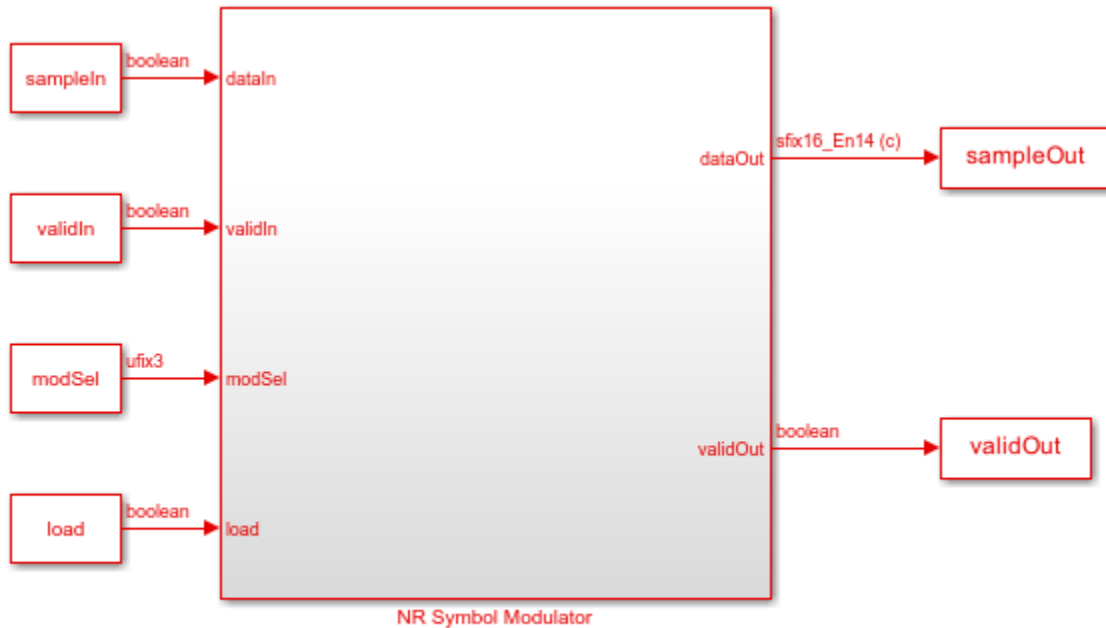 sampleIn
boolean
dataIn
validIn
boolean
validIn
modSel
ufix3
modSel
load
boolean
load
dataOut
sfix16_En14 (c)
sampleOut
validOut
boolean
validOut
NR Symbol Modulator